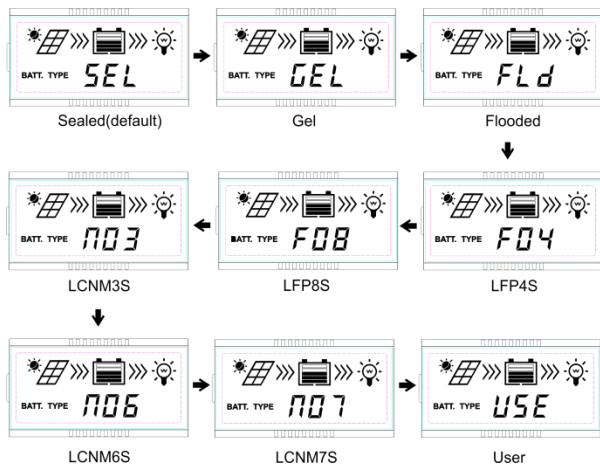 BATT. TYPE SEL
Sealed(default)
BATT. TYPE GEL
Gel
BATT. TYPE FLd
Flooded
BATT. TYPE n03
LCNM3S
BATT. TYPE F08
LFP8S
BATT. TYPE F04
LFP4S
BATT. TYPE n06
LCNM6S
BATT. TYPE n07
LCNM7S
BATT. TYPE USE
User